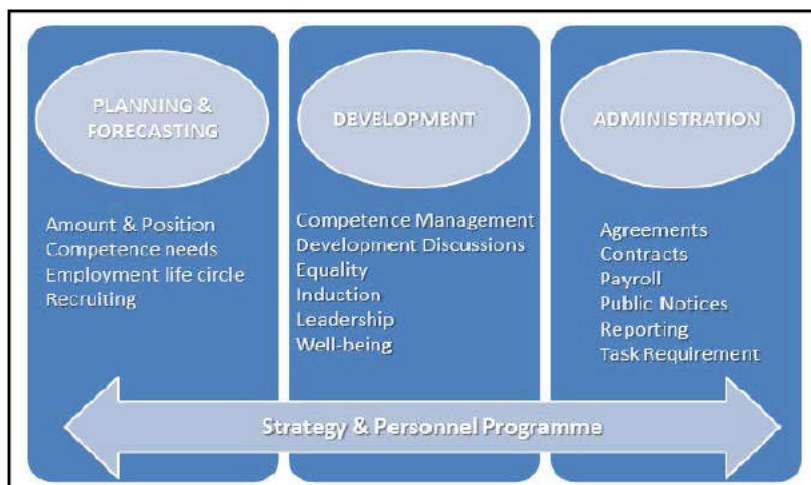 PLANNING &
FORECASTING
Amount & Position
Competence needs
Employment life circle
Recruiting
DEVELOPMENT
Competence Management
Development Discussions
Equality
Induction
Leadership
Well-being
ADMINISTRATION
Agreements
Contracts
Payroll
Public Notices
Reporting
Task Requirement
Strategy & Personnel Programme